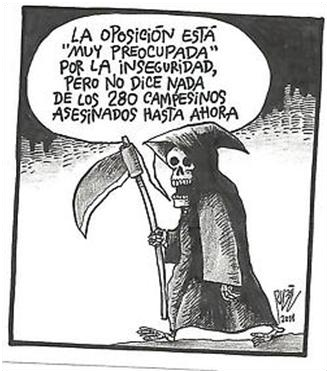 LA OPOSICIÓN ESTÁ
"MUY PREOCUPADA"
POR LA INSEGURIDAD,
PERO NO DICE NADA
DE LOS 280 CAMPESINOS
ASESINADOS HASTA AHORA